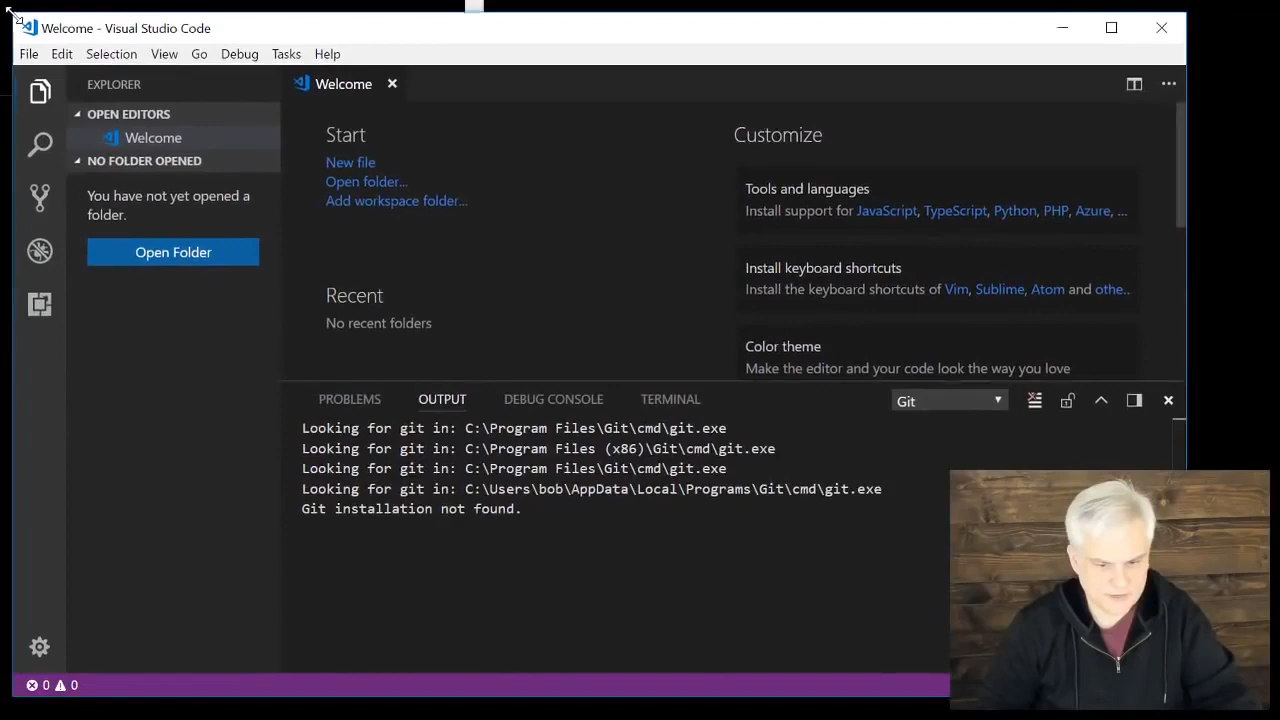 Welcome - Visual Studio Code
File Edit Selection View Go Debug Tasks Help
EXPLORER
OPEN EDITORS
Welcome
NO FOLDER OPENED
You have not yet opened a
folder.
Open Folder
Welcome
Start
New file
Open folder...
Add workspace folder...
Recent
No recent folders
Customize
Tools and languages
Install support for JavaScript, TypeScript, Python, PHP, Azure, ...
Install keyboard shortcuts
Install the keyboard shortcuts of Vim, Sublime, Atom and othe..
Color theme
Make the editor and your code look the way you love
PROBLEMS OUTPUT DEBUG CONSOLE TERMINAL Git
Looking for git in: C:\Program Files\Git\cmd\git.exe
Looking for git in: C:\Program Files (x86)\Git\cmd\git.exe
Looking for git in: C:\Program Files\Git\cmd\git.exe
Looking for git in: C:\Users\bob\AppData\Local\Programs\Git\cmd\git.exe
Git installation not found.
0 0